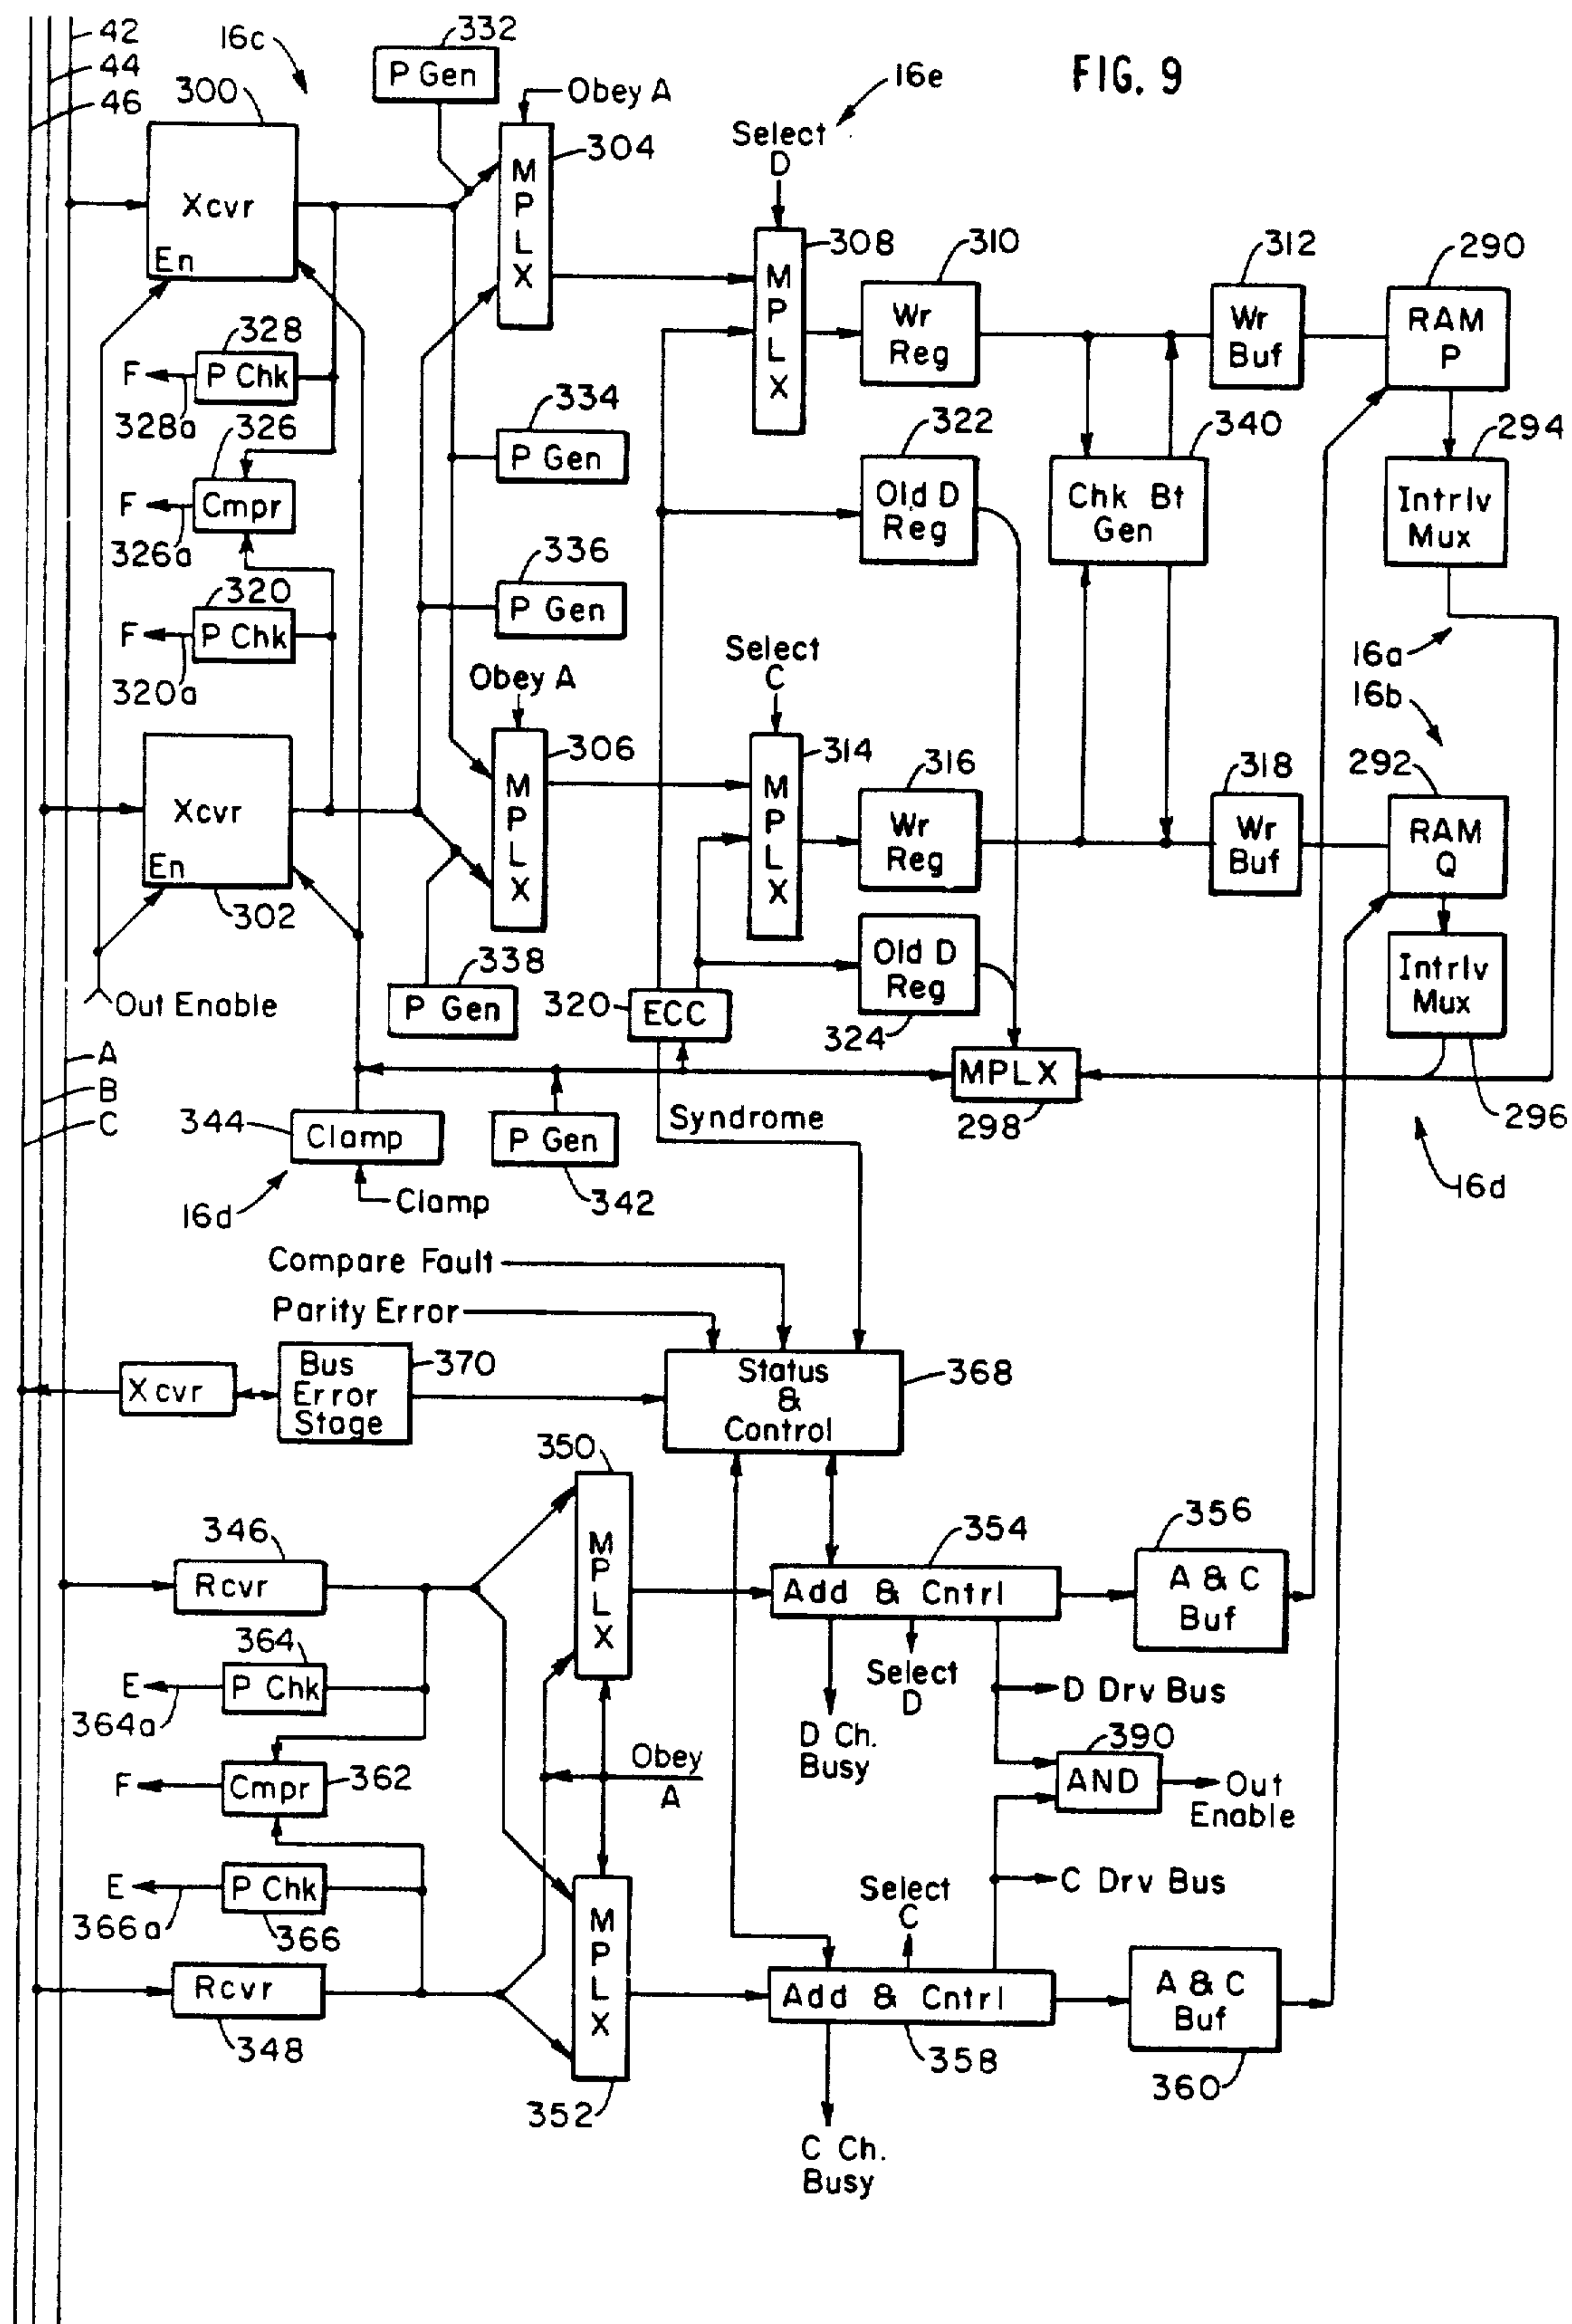 FIG. 9
42
44
46
16c
332
P Gen
300
Obey A
304
MPLX
16e
Select
D
Xcvr
En
308
MPLX
310
Wr
Reg
312
Wr
Buf
290
RAM
P
328
F
P Chk
328a
326
F
Cmpr
326a
334
P Gen
322
Old D
Reg
340
Chk Bt
Gen
294
Intrlv
Mux
336
P Gen
320
F
P Chk
320a
Obey A
Select
C
16a
16b
306
MPLX
314
MPLX
316
Wr
Reg
318
Wr
Buf
292
RAM
Q
Xcvr
En
302
Out Enable
338
P Gen
320
ECC
Old D
Reg
324
Intrlv
Mux
296
A
B
C
MPLX
298
344
Clamp
P Gen
342
Syndrome
16d
Clamp
16d
Compare Fault
Parity Error
Xcvr
Bus
Error
Stage
370
Status
&
Control
368
350
MPLX
346
Rcvr
354
Add & Cntrl
356
A & C
Buf
364
E
P Chk
364a
Select
D
D Ch.
Busy
D Drv Bus
390
AND
Out
Enable
F
Cmpr
362
Obey
A
E
P Chk
366a
366
Select
C
C Drv Bus
MPLX
352
Rcvr
348
Add & Cntrl
358
A & C
Buf
360
C Ch.
Busy